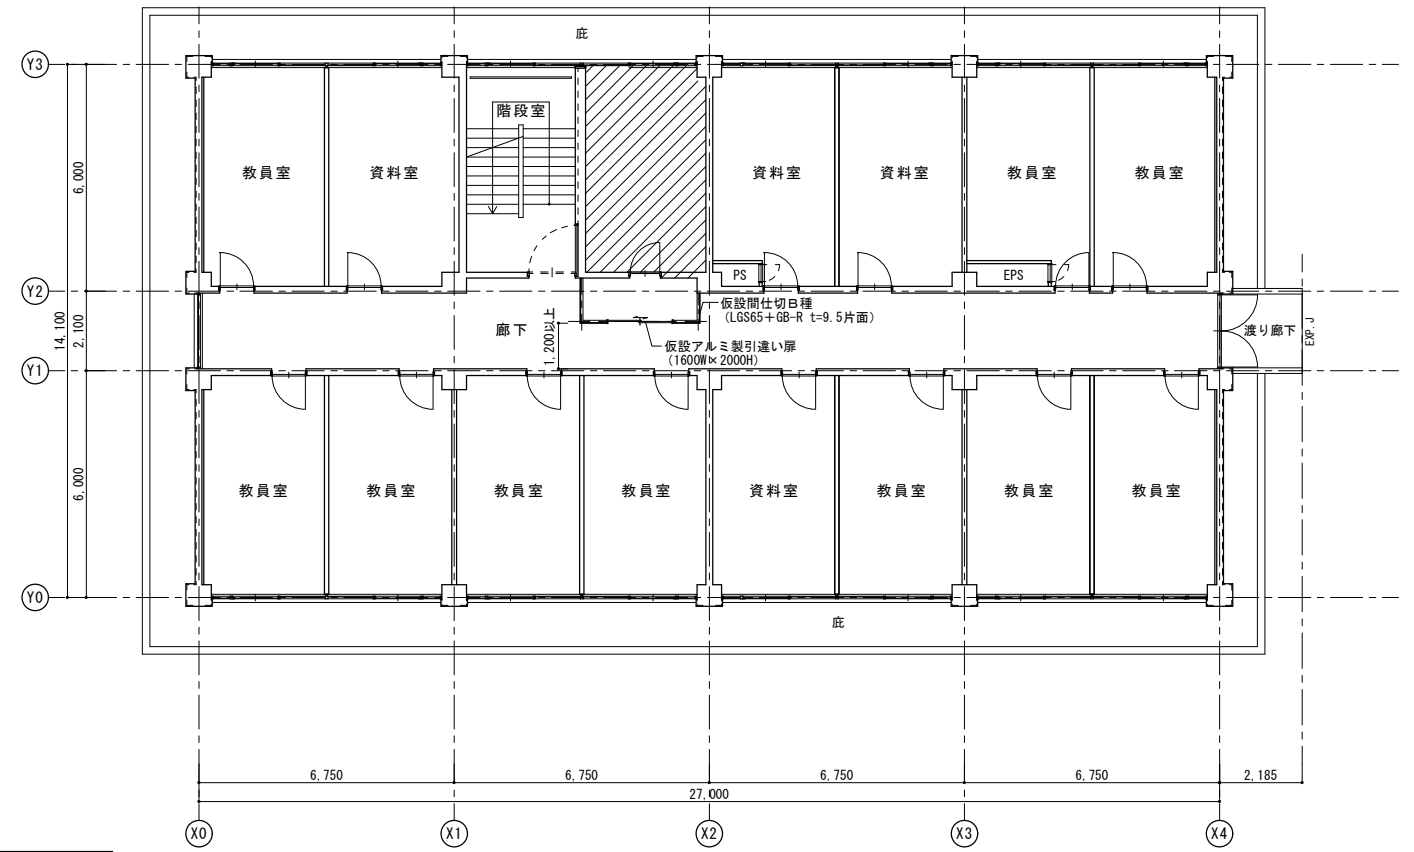 庇
Y3
階段室
教員室
資料室
資料室
資料室
教員室
教員室
6,000
PS
EPS
Y2
仮設間仕切B種
(LGS65+GB-R t=9.5片面)
廊下
1,200以上
仮設アルミ製引違い扉
(1600W×2000H)
渡り廊下
EXP.J
14,100
2,100
Y1
6,000
教員室
教員室
教員室
教員室
資料室
教員室
教員室
教員室
Y0
庇
6,750
6,750
6,750
6,750
2,185
27,000
X0
X1
X2
X3
X4